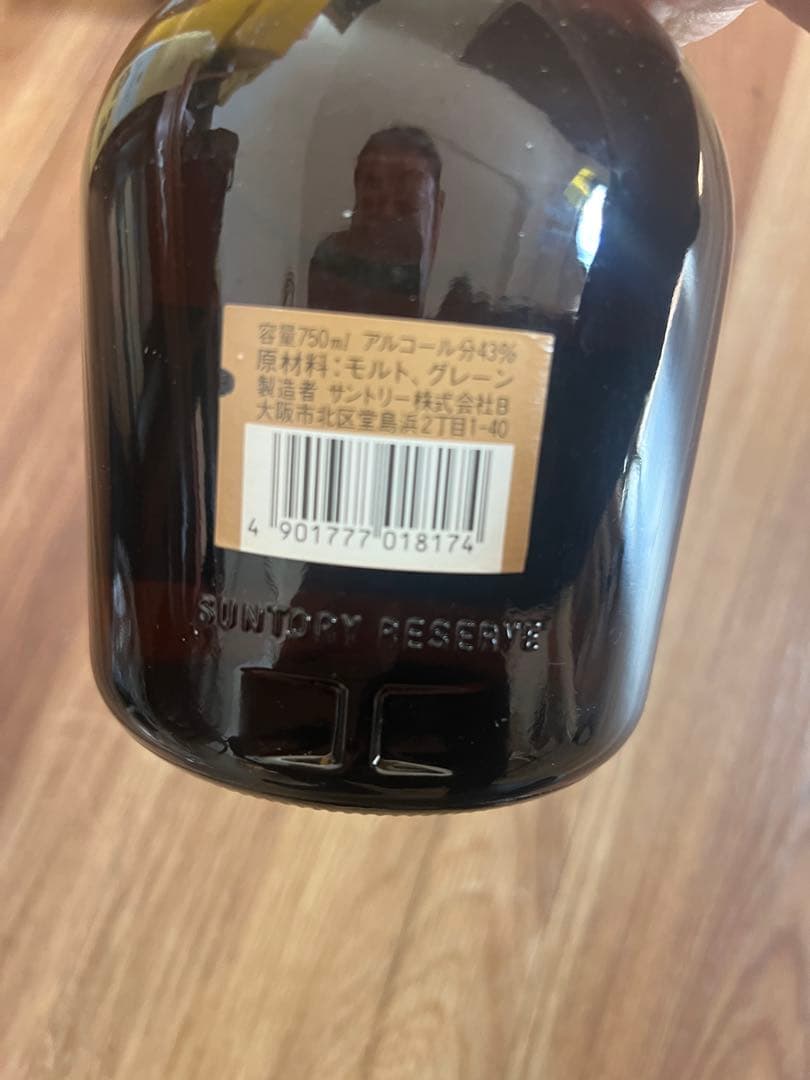 容量750ml アルコール分43%
原材料：モルト、グレーン
製造者 サントリー株式会社B
大阪市北区堂島浜2丁目1-40
4 901777 018174
SUNTORY RESERVE